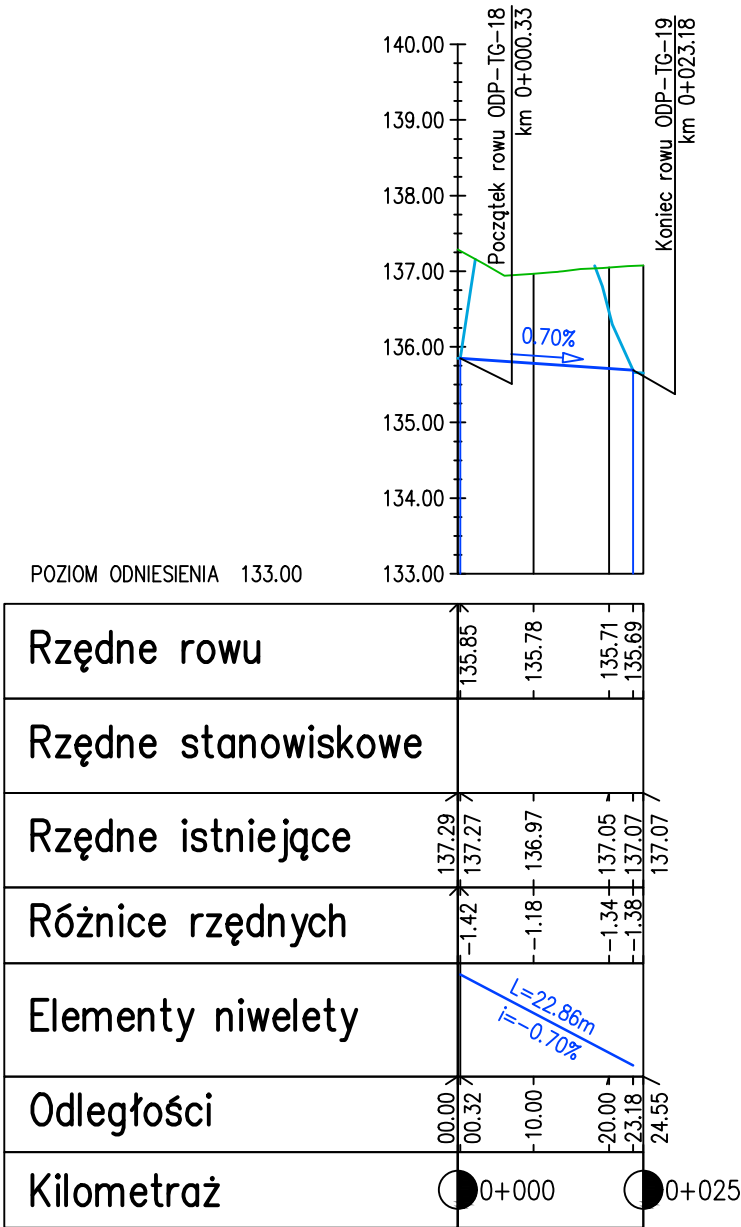 Początek rowu ODP-TG-18
km 0+000.33
Koniec rowu ODP-TG-19
km 0+023.18
140.00
139.00
138.00
137.00
136.00
135.00
134.00
133.00
0.70%
POZIOM ODNIESIENIA 133.00
Rzędne rowu
135.85
135.78
135.71
135.69
Rzędne stanowiskowe
Rzędne istniejące
137.29
137.27
136.97
137.05
137.07
137.07
Różnice rzędnych
-1.42
-1.18
-1.34
-1.38
Elementy niwelety
L=22.86m
i=-0.70%
Odległości
00.00
00.32
10.00
20.00
23.18
24.55
Kilometraż
0+000
0+025